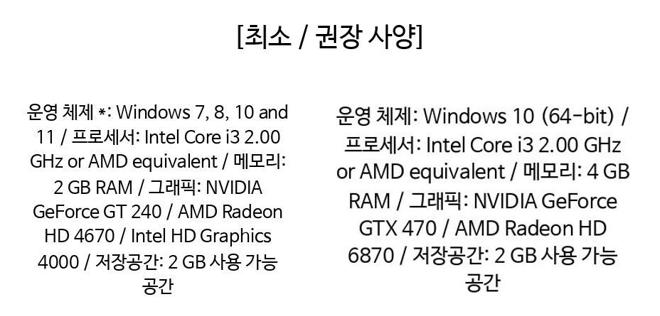 [최소 / 권장 사양]
운영 체제 *: Windows 7, 8, 10 and
11 / 프로세서: Intel Core i3 2.00
GHz or AMD equivalent / 메모리:
2 GB RAM / 그래픽: NVIDIA
GeForce GT 240 / AMD Radeon
HD 4670 / Intel HD Graphics
4000 / 저장공간: 2 GB 사용 가능
공간
운영 체제: Windows 10 (64-bit) /
프로세서: Intel Core i3 2.00 GHz
or AMD equivalent / 메모리: 4 GB
RAM / 그래픽: NVIDIA GeForce
GTX 470 / AMD Radeon HD
6870 / 저장공간: 2 GB 사용 가능
공간